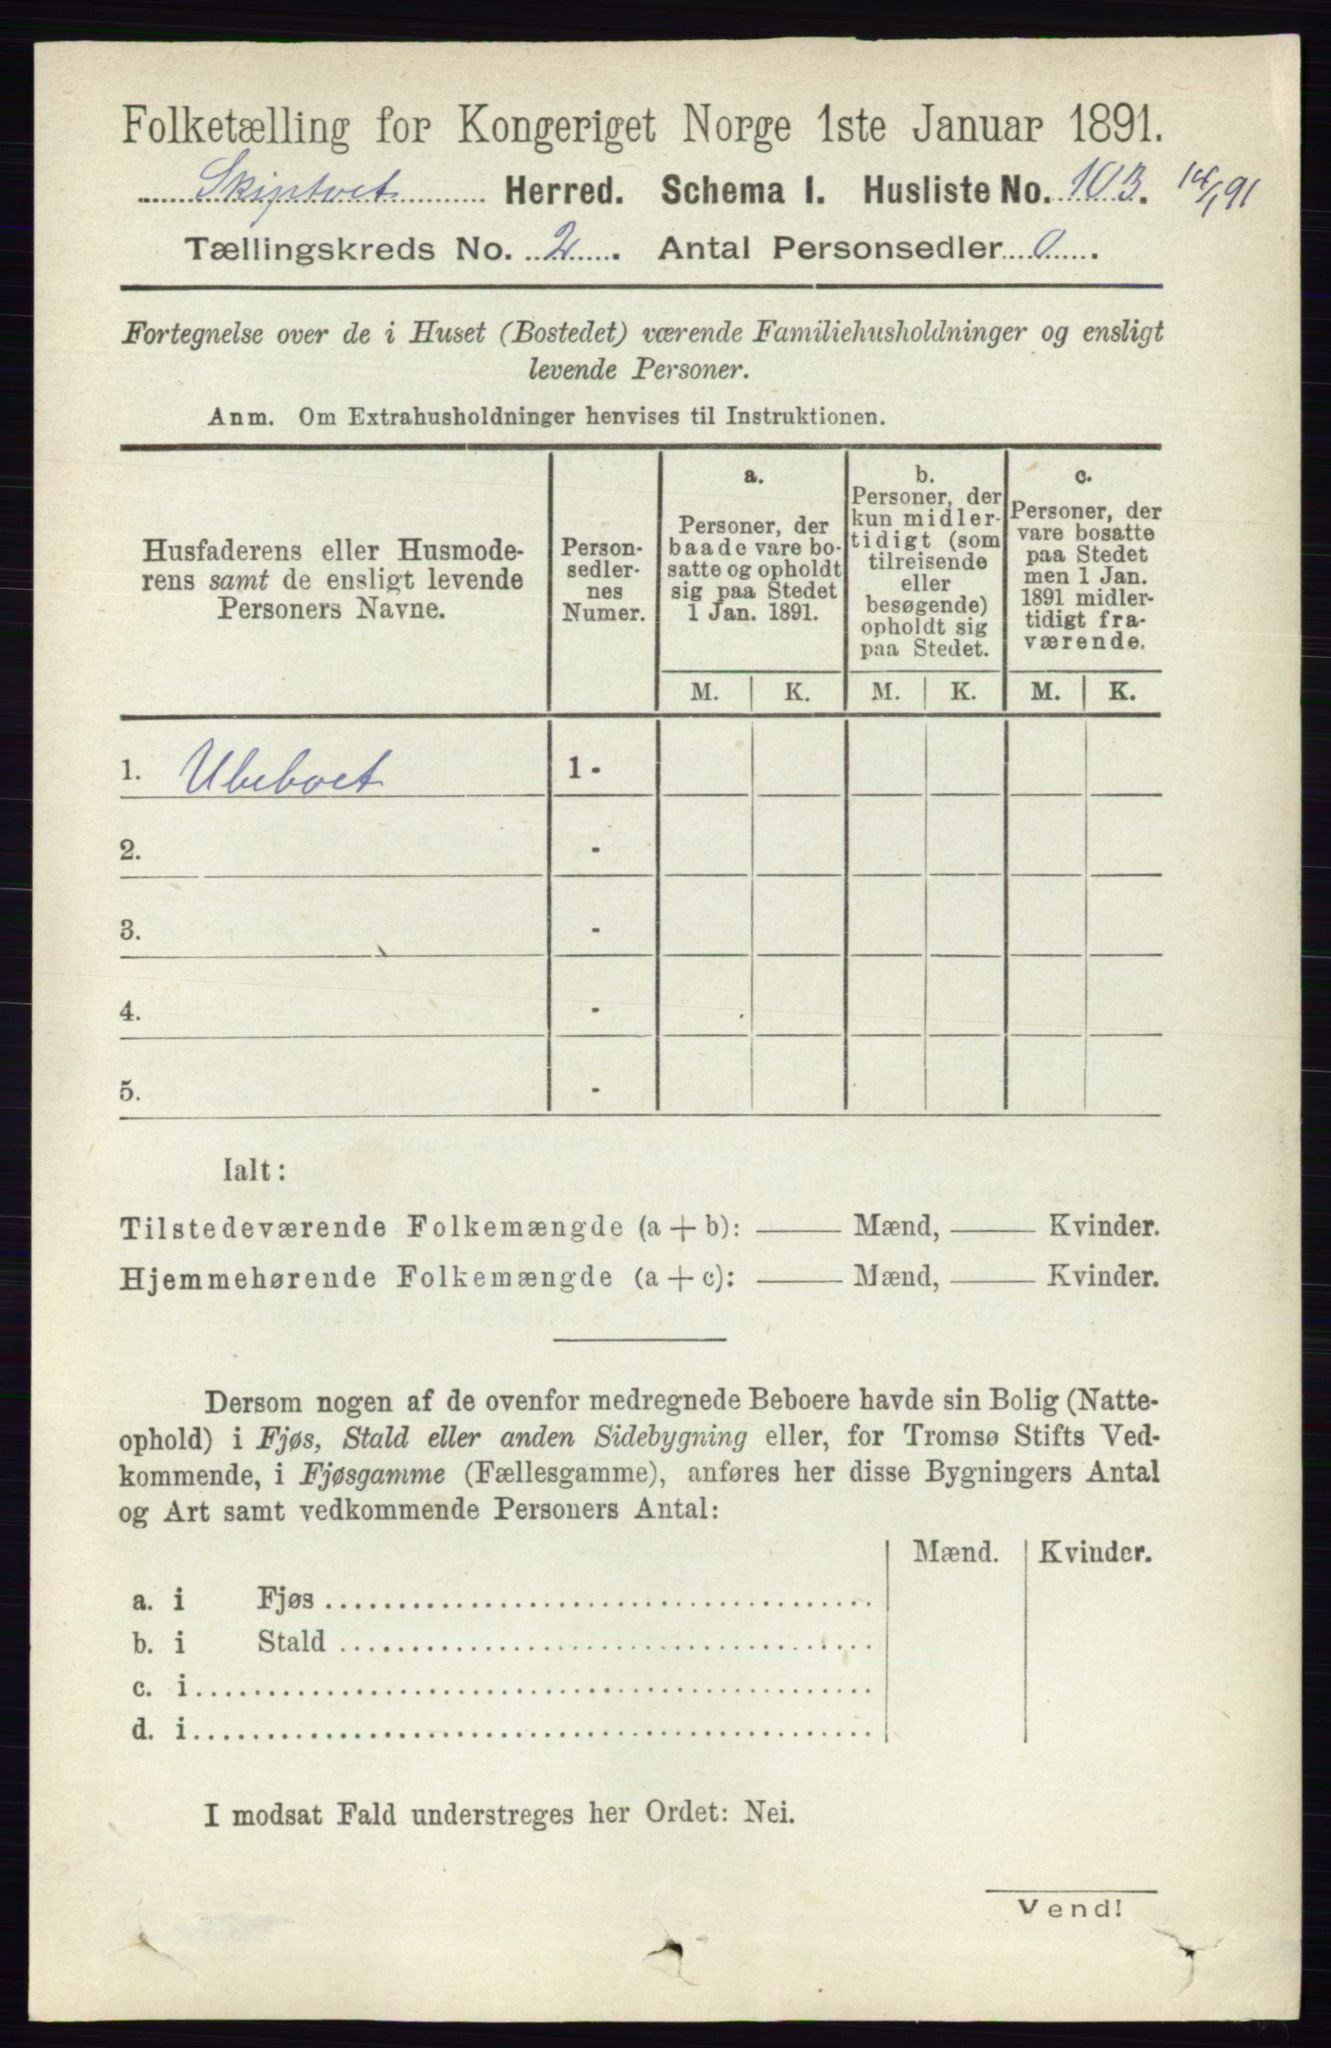 Folketælling for Kongeriget Norge 1ste Januar 1891.
Skiptvet Herred. Schema I. Husliste No. 103. 14/1 91
Tællingskreds No. 2. Antal Personsedler 0.
Fortegnelse over de i Huset (Bostedet) værende Familiehusholdninger og ensligt
levende Personer.
Anm. Om Extrahusholdninger henvises til Instruktionen.
Husfaderens eller Husmode-
rens samt de ensligt levende
Personers Navne.
Person-
sedler-
nes
Numer.
a.
Personer, der
baade vare bo-
satte og opholdt
sig paa Stedet
1 Jan. 1891.
b.
Personer, der
kun midler-
tidigt (som
tilreisende
eller
besøgende)
opholdt sig
paa Stedet.
c.
Personer, der
vare bosatte
paa Stedet
men 1 Jan.
1891 midler-
tidigt fra-
værende.
M. K. M. K. M. K.
1. Ubeboet 1 -
2. -
3. -
4. -
5. -
Ialt:
Tilstedeværende Folkemængde (a + b): Mænd, Kvinder.
Hjemmehørende Folkemængde (a + c): Mænd, Kvinder.
Dersom nogen af de ovenfor medregnede Beboere havde sin Bolig (Natte-
ophold) i Fjøs, Stald eller anden Sidebygning eller, for Tromsø Stifts Ved-
kommende, i Fjøsgamme (Fællesgamme), anføres her disse Bygningers Antal
og Art samt vedkommende Personers Antal:
Mænd. Kvinder.
a. i Fjøs
b. i Stald
c. i
d. i
I modsat Fald understreges her Ordet: Nei.
Vend!